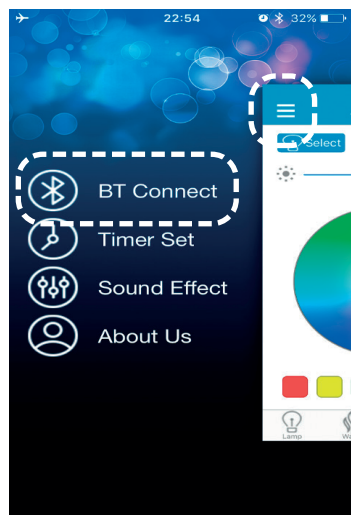 22:54
32%
Select
BT Connect
Timer Set
Sound Effect
About Us
Lamp